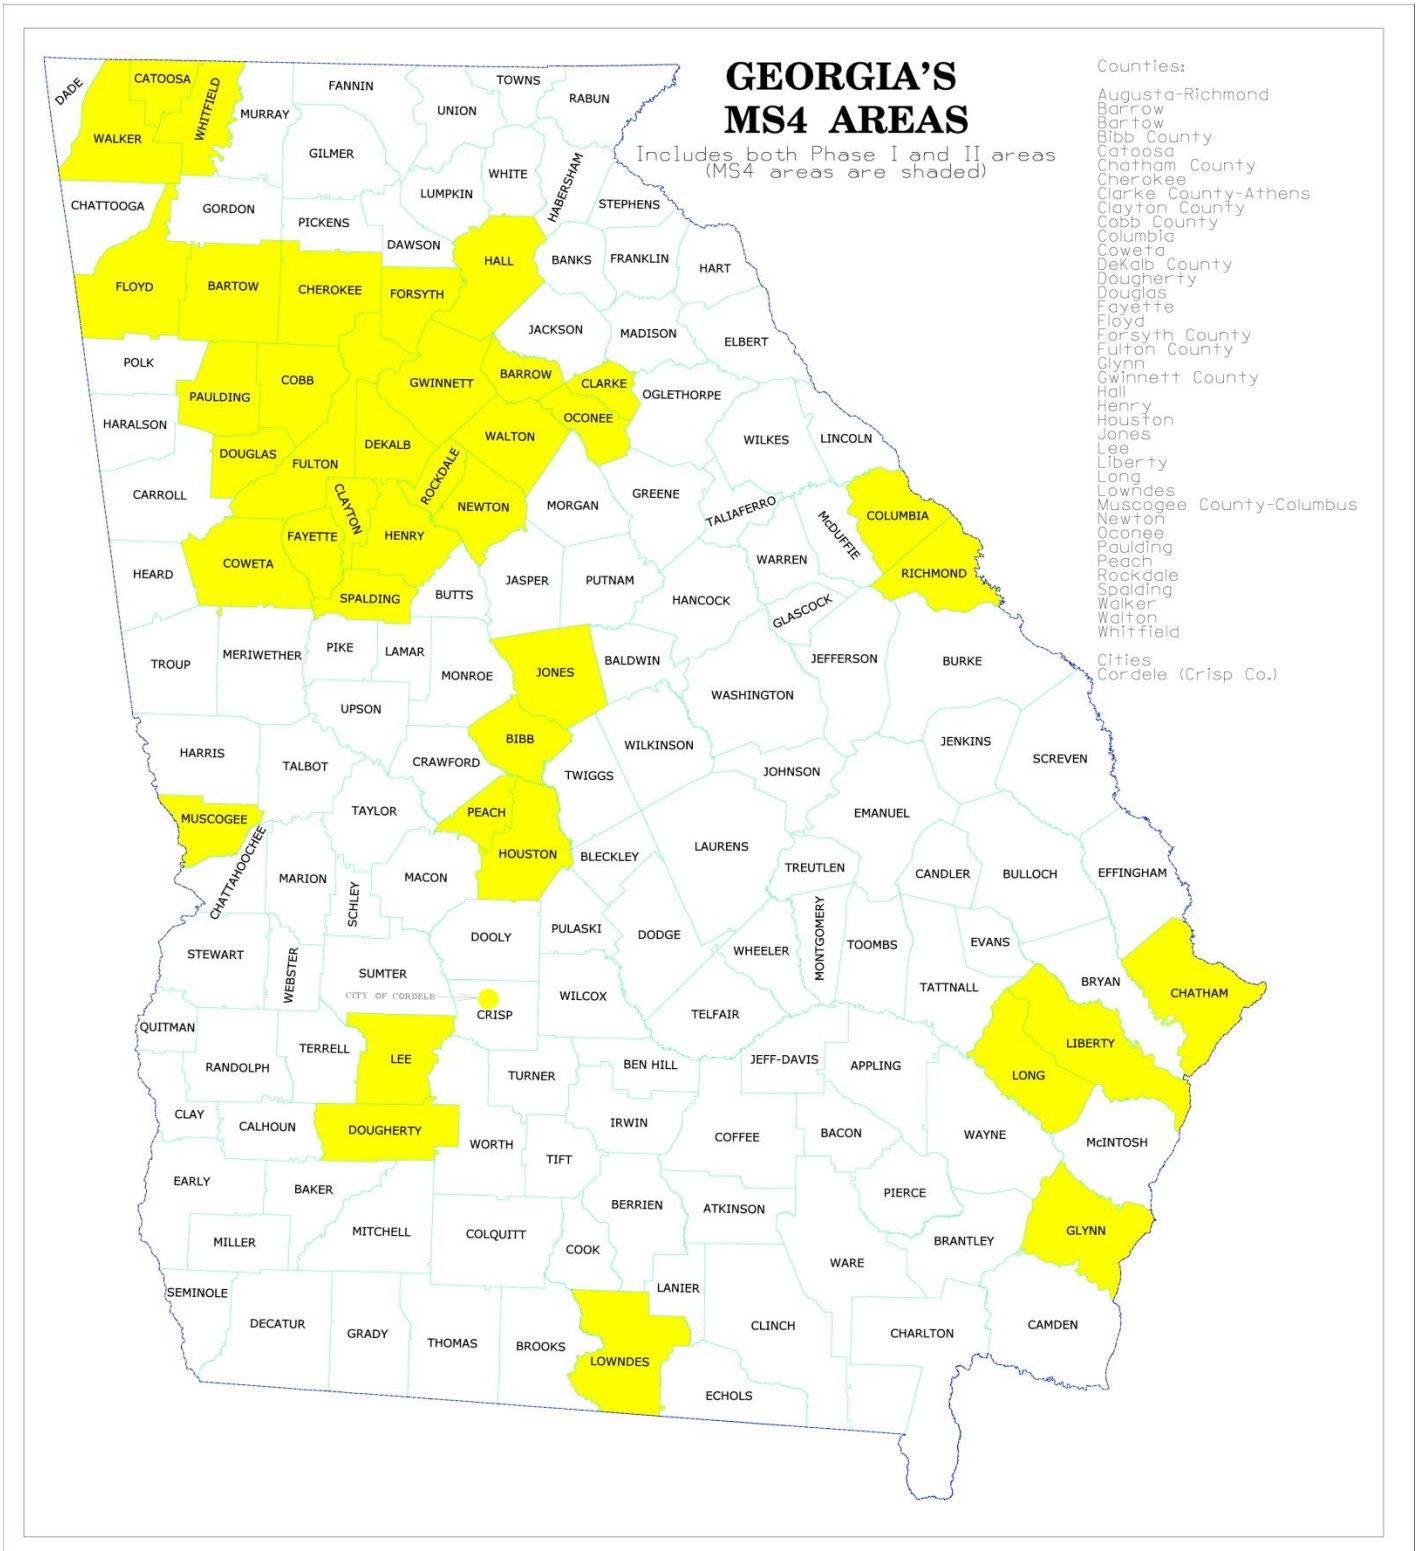 GEORGIA'S
MS4 AREAS
Includes both Phase I and II areas
(MS4 areas are shaded)
Counties:
Augusta-Richmond
Barrow
Bartow
Bibb County
Catoosa
Chatham County
Cherokee
Clarke County-Athens
Clayton County
Cobb County
Columbia
Coweta
DeKalb County
Dougherty
Douglas
Fayette
Floyd
Forsyth County
Fulton County
Glynn
Gwinnett County
Hall
Henry
Houston
Jones
Lee
Liberty
Long
Lowndes
Muscogee County-Columbus
Newton
Oconee
Paulding
Peach
Rockdale
Spalding
Walker
Walton
Whitfield
Cities
Cordele (Crisp Co.)
DADE
CATOOSA
WALKER
WHITFIELD
MURRAY
FANNIN
GILMER
UNION
TOWNS
RABUN
WHITE
HABERSHAM
LUMPKIN
STEPHENS
CHATTOOGA
GORDON
PICKENS
DAWSON
HALL
BANKS
FRANKLIN
HART
FLOYD
BARTOW
CHEROKEE
FORSYTH
JACKSON
MADISON
ELBERT
POLK
PAULDING
COBB
GWINNETT
BARROW
CLARKE
OGLETHORPE
HARALSON
OCONEE
DOUGLAS
FULTON
DEKALB
WALTON
WILKES
LINCOLN
CARROLL
CLAYTON
ROCKDALE
NEWTON
MORGAN
GREENE
TALIAFERRO
McDUFFIE
COLUMBIA
HEARD
COWETA
FAYETTE
HENRY
SPALDING
BUTTS
JASPER
PUTNAM
HANCOCK
WARREN
GLASCOCK
RICHMOND
TROUP
MERIWETHER
PIKE
LAMAR
MONROE
JONES
BALDWIN
WASHINGTON
JEFFERSON
BURKE
UPSON
BIBB
WILKINSON
JENKINS
SCREVEN
HARRIS
TALBOT
CRAWFORD
TWIGGS
JOHNSON
TAYLOR
PEACH
EMANUEL
MUSCOGEE
CHATTAHOOCHEE
HOUSTON
BLECKLEY
LAURENS
TREUTLEN
CANDLER
BULLOCH
EFFINGHAM
MARION
SCHLEY
MACON
STEWART
WEBSTER
SUMTER
DOOLY
PULASKI
DODGE
WHEELER
MONTGOMERY
TOOMBS
EVANS
TATTNALL
BRYAN
CHATHAM
CITY OF CORDELE
CRISP
WILCOX
TELFAIR
QUITMAN
RANDOLPH
TERRELL
LEE
TURNER
BEN HILL
JEFF-DAVIS
APPLING
LONG
LIBERTY
CLAY
CALHOUN
DOUGHERTY
WORTH
TIFT
IRWIN
COFFEE
BACON
WAYNE
McINTOSH
EARLY
BAKER
MITCHELL
BERRIEN
ATKINSON
PIERCE
GLYNN
MILLER
COLQUITT
COOK
WARE
BRANTLEY
SEMINOLE
LANIER
DECATUR
GRADY
THOMAS
BROOKS
LOWNDES
CLINCH
CHARLTON
CAMDEN
ECHOLS